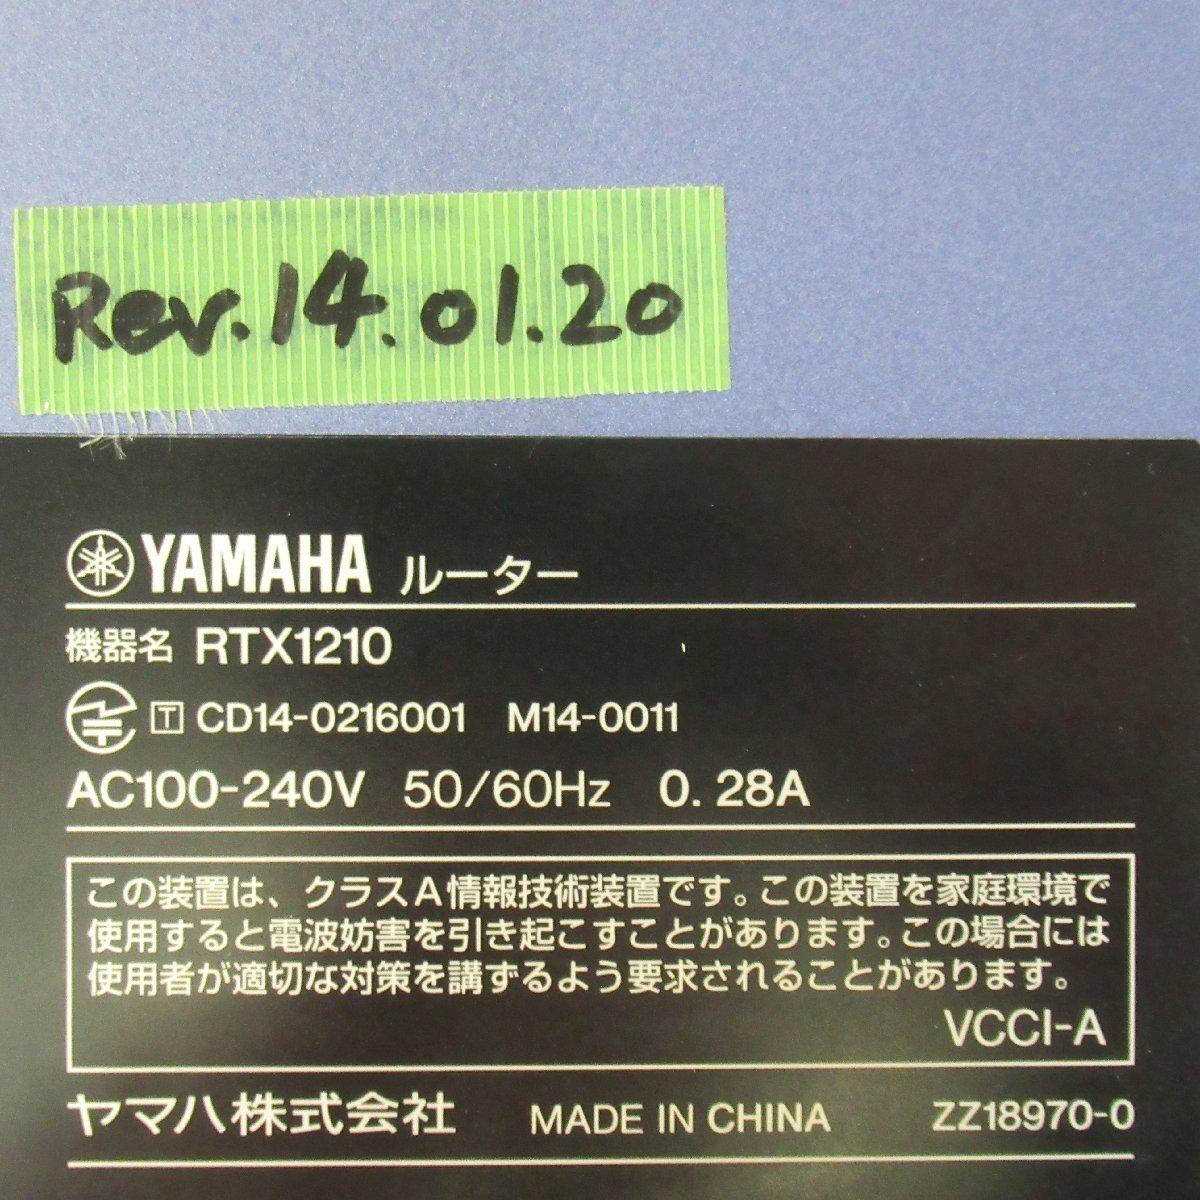 Rev.14.01.20
YAMAHA ルーター
機器名 RTX1210
T CD14-0216001 M14-0011
AC100-240V 50/60Hz 0.28A
この装置は、クラスA情報技術装置です。この装置を家庭環境で
使用すると電波妨害を引き起こすことがあります。この場合には
使用者が適切な対策を講ずるよう要求されることがあります。
VCCI-A
ヤマハ株式会社 MADE IN CHINA ZZ18970-0